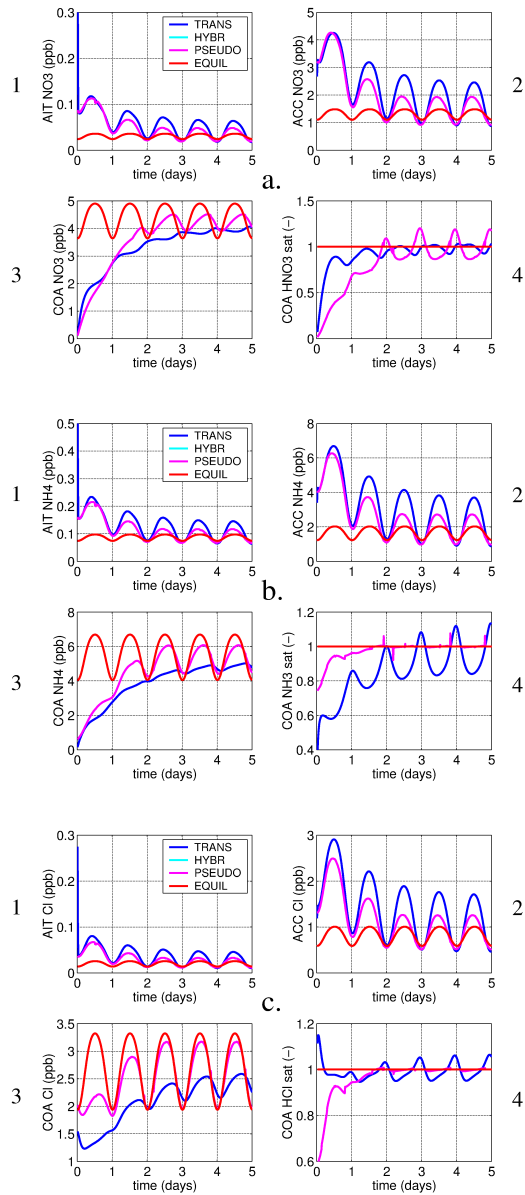 0.3
0.2
0.1
0
AIT NO3 (ppb)
TRANS
HYBR
PSEUDO
EQUIL
0 1 2 3 4 5
time (days)
1
5
4
3
2
1
0
ACC NO3 (ppb)
0 1 2 3 4 5
time (days)
2
a.
5
4
3
2
1
0
COA NO3 (ppb)
0 1 2 3 4 5
time (days)
3
1.5
1
0.5
0
COA HNO3 sat (−)
0 1 2 3 4 5
time (days)
4
0.5
0.4
0.3
0.2
0.1
0
AIT NH4 (ppb)
TRANS
HYBR
PSEUDO
EQUIL
0 1 2 3 4 5
time (days)
1
8
6
4
2
0
ACC NH4 (ppb)
0 1 2 3 4 5
time (days)
2
b.
8
6
4
2
0
COA NH4 (ppb)
0 1 2 3 4 5
time (days)
3
1.2
1
0.8
0.6
0.4
COA NH3 sat (−)
0 1 2 3 4 5
time (days)
4
0.3
0.2
0.1
0
AIT Cl (ppb)
TRANS
HYBR
PSEUDO
EQUIL
0 1 2 3 4 5
time (days)
1
3
2
1
0
ACC Cl (ppb)
0 1 2 3 4 5
time (days)
2
c.
3.5
3
2.5
2
1.5
1
COA Cl (ppb)
0 1 2 3 4 5
time (days)
3
1.2
1
0.8
0.6
COA HCl sat (−)
0 1 2 3 4 5
time (days)
4